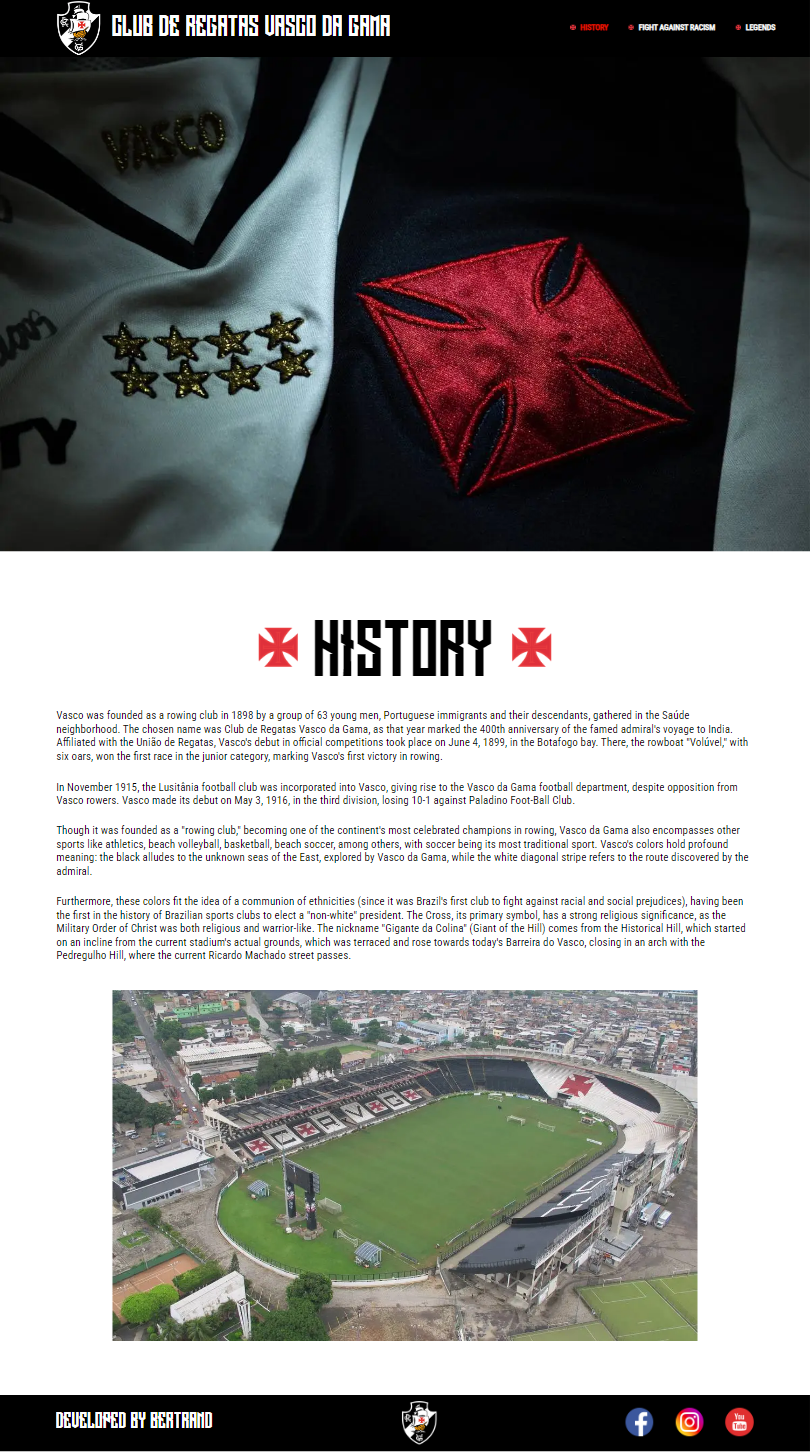 CLUB DE REGATAS VASCO DA GAMA
HISTORY
FIGHT AGAINST RACISM
LEGENDS
VASCO
TY
HISTORY
Vasco was founded as a rowing club in 1898 by a group of 63 young men, Portuguese immigrants and their descendants, gathered in the Saúde
neighborhood. The chosen name was Club de Regatas Vasco da Gama, as that year marked the 400th anniversary of the famed admiral's voyage to India.
Affiliated with the União de Regatas, Vasco's debut in official competitions took place on June 4, 1899, in the Botafogo bay. There, the rowboat "Volúvel," with
six oars, won the first race in the junior category, marking Vasco's first victory in rowing.
In November 1915, the Lusitânia football club was incorporated into Vasco, giving rise to the Vasco da Gama football department, despite opposition from
Vasco rowers. Vasco made its debut on May 3, 1916, in the third division, losing 10-1 against Paladino Foot-Ball Club.
Though it was founded as a "rowing club," becoming one of the continent's most celebrated champions in rowing, Vasco da Gama also encompasses other
sports like athletics, beach volleyball, basketball, beach soccer, among others, with soccer being its most traditional sport. Vasco's colors hold profound
meaning: the black alludes to the unknown seas of the East, explored by Vasco da Gama, while the white diagonal stripe refers to the route discovered by the
admiral.
Furthermore, these colors fit the idea of a communion of ethnicities (since it was Brazil's first club to fight against racial and social prejudices), having been
the first in the history of Brazilian sports clubs to elect a "non-white" president. The Cross, its primary symbol, has a strong religious significance, as the
Military Order of Christ was both religious and warrior-like. The nickname "Gigante da Colina" (Giant of the Hill) comes from the Historical Hill, which started
on an incline from the current stadium's actual grounds, which was terraced and rose towards today's Barreira do Vasco, closing in an arch with the
Pedregulho Hill, where the current Ricardo Machado street passes.
C R V G
DEVELOPED BY BERTRAND
You
Tube